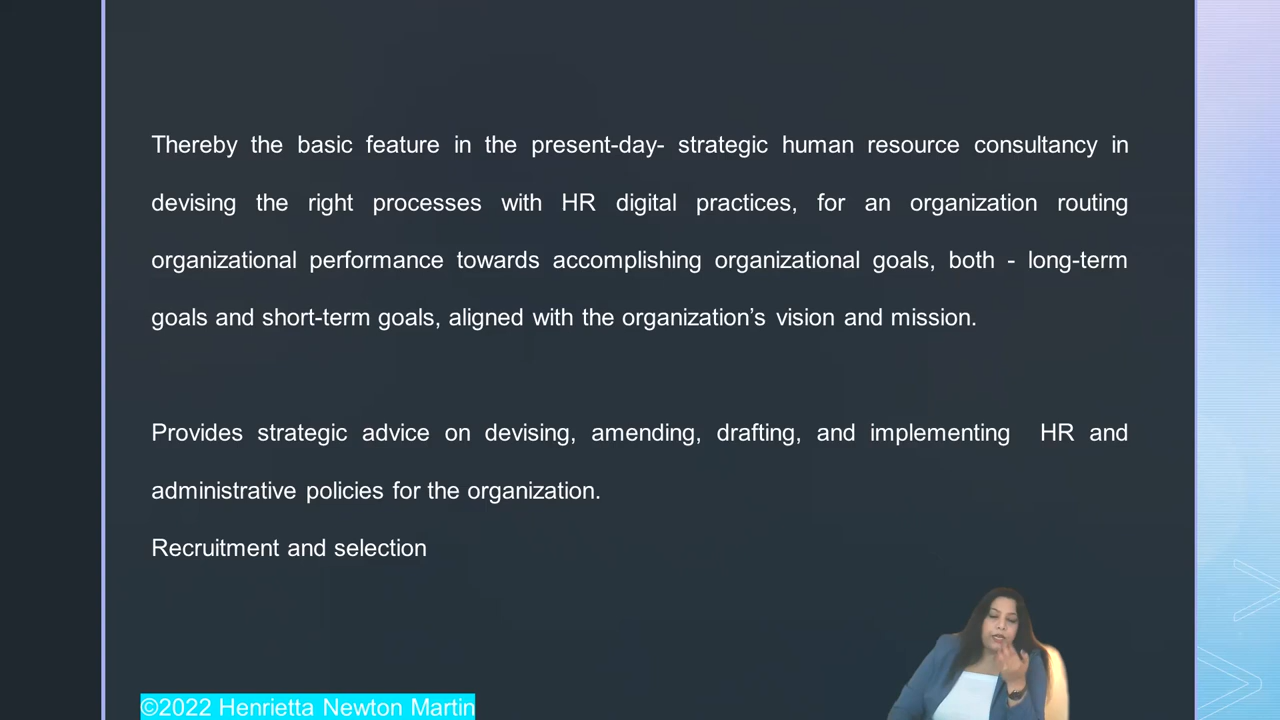 Thereby the basic feature in the present-day- strategic human resource consultancy in
devising the right processes with HR digital practices, for an organization routing
organizational performance towards accomplishing organizational goals, both - long-term
goals and short-term goals, aligned with the organization’s vision and mission.
Provides strategic advice on devising, amending, drafting, and implementing HR and
administrative policies for the organization.
Recruitment and selection
©2022 Henrietta Newton Martin